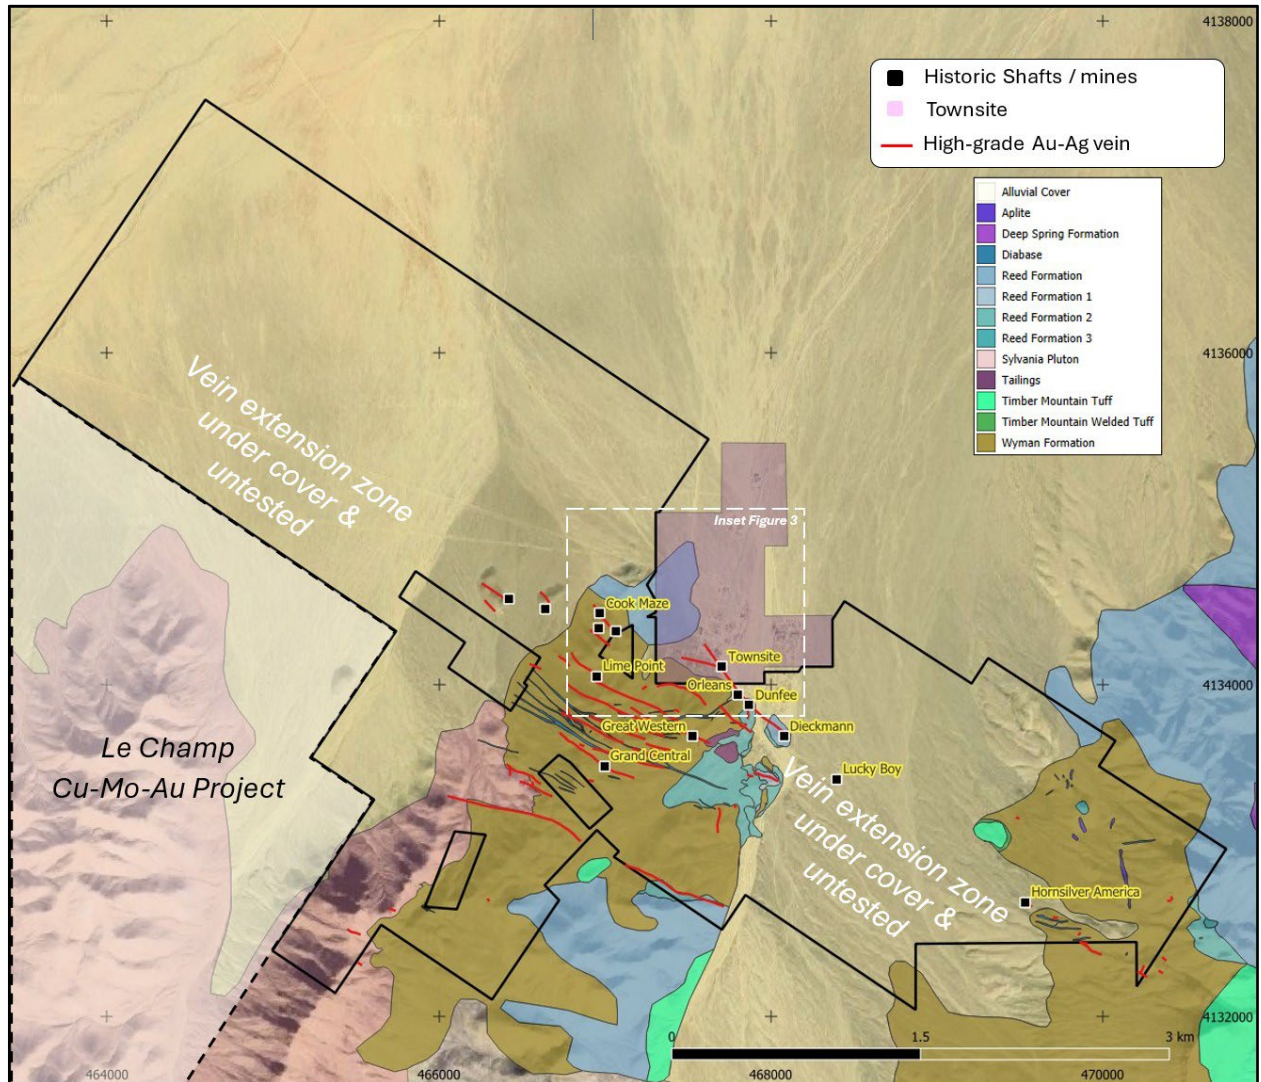 4138000
Historic Shafts / mines
Townsite
High-grade Au-Ag vein
Alluvial Cover
Aplite
Deep Spring Formation
Diabase
Reed Formation
Reed Formation 1
Reed Formation 2
Reed Formation 3
Sylvania Pluton
Tailings
Timber Mountain Tuff
Timber Mountain Welded Tuff
Wyman Formation
4136000
Vein extension zone
under cover &
untested
Inset Figure 3
Cook Maze
Townsite
Lime Point
Orleans
Dunfee
4134000
Great Western
Dieckmann
Grand Central
Lucky Boy
Le Champ
Cu-Mo-Au Project
Vein extension zone
under cover &
untested
Hornsilver America
4132000
0
1.5
3 km
464000
466000
468000
470000